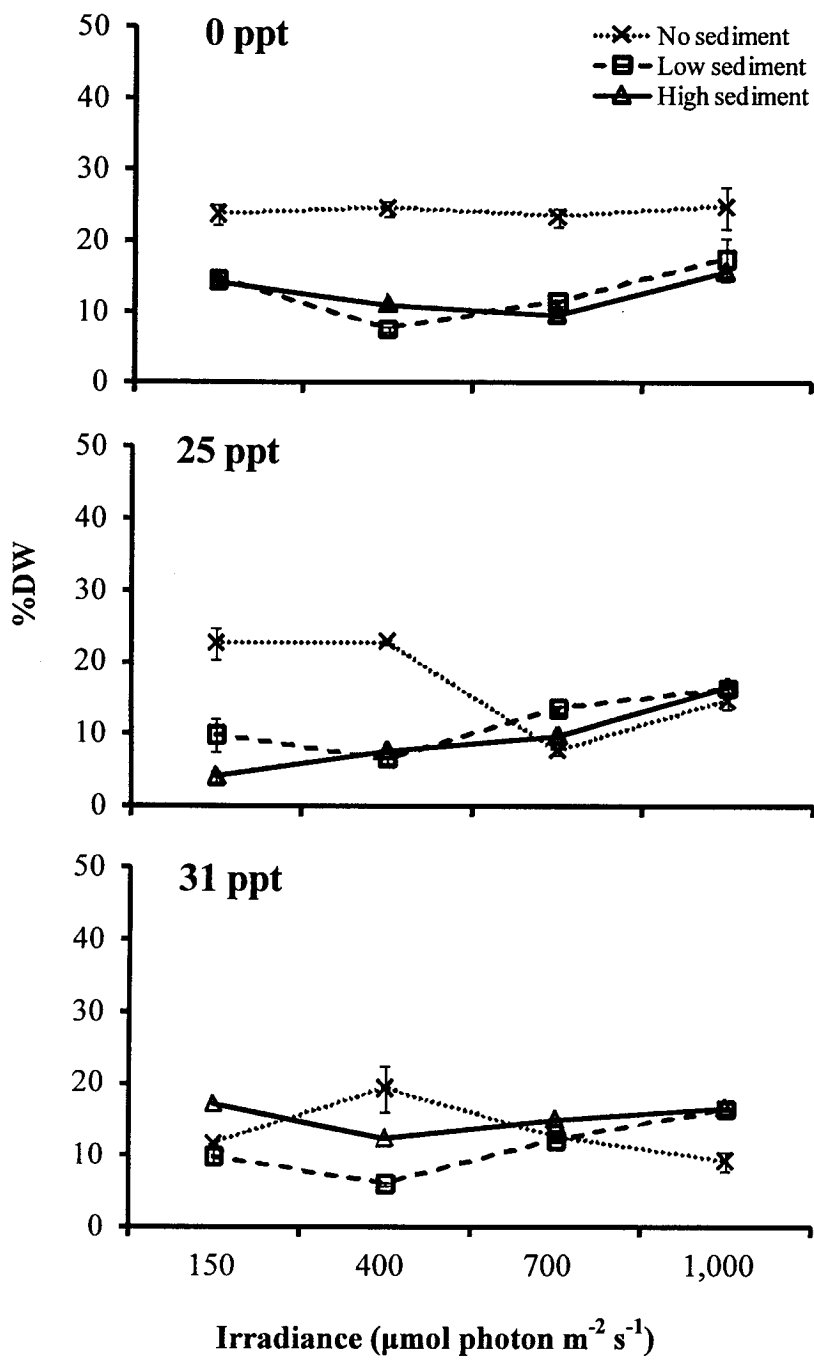 0 ppt
No sediment
Low sediment
High sediment
50
40
30
20
10
0
25 ppt
50
40
30
20
10
0
%DW
31 ppt
50
40
30
20
10
0
150 400 700 1,000
Irradiance (μmol photon m⁻² s⁻¹)